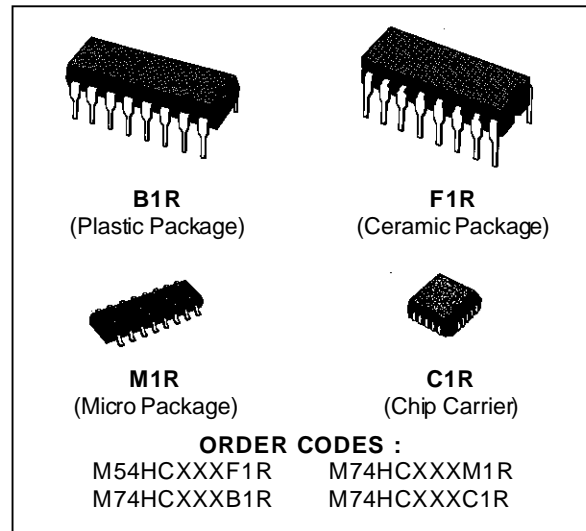 B1R
(Plastic Package)
F1R
(Ceramic Package)
M1R
(Micro Package)
C1R
(Chip Carrier)
ORDER CODES :
M54HCXXXF1R M74HCXXXM1R
M74HCXXXB1R M74HCXXXC1R